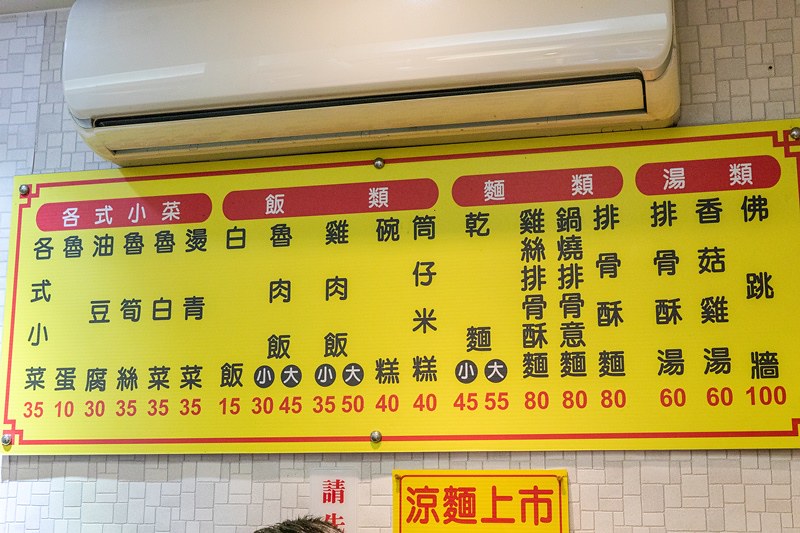 各式小菜
各式小菜 35
魯蛋 10
油豆腐 30
魯筍絲 35
魯白菜 35
燙青菜 35
飯類
白飯 15
魯肉飯 小 30 大 45
雞肉飯 小 35 大 50
碗糕 40
筒仔米糕 40
麵類
乾麵 小 45 大 55
雞絲排骨酥麵 80
鍋燒排骨意麵 80
排骨酥麵 80
湯類
排骨酥湯 60
香菇雞湯 60
佛跳牆 100
請先
涼麵上市